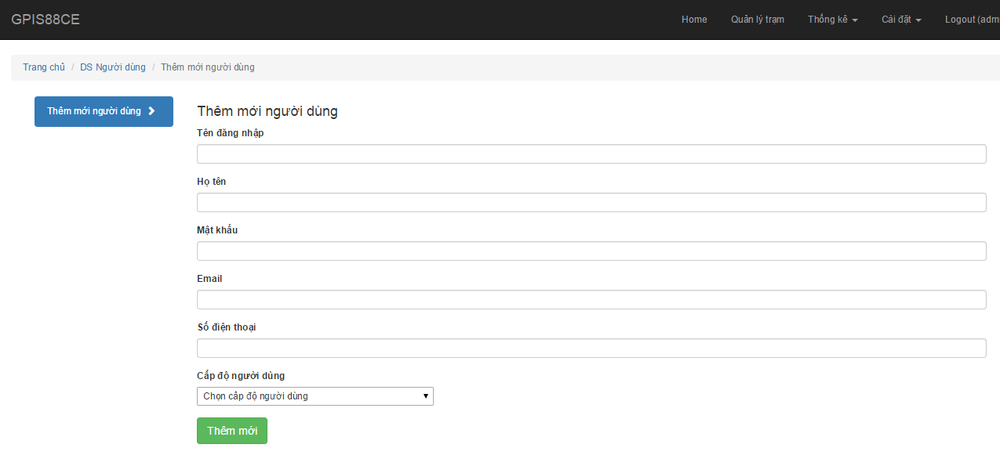 GPIS88CE Home Quản lý trạm Thống kê Cài đặt Logout (adm
Trang chủ / DS Người dùng / Thêm mới người dùng
Thêm mới người dùng
Thêm mới người dùng
Tên đăng nhập
Họ tên
Mật khẩu
Email
Số điện thoại
Cấp độ người dùng
Chọn cấp độ người dùng
Thêm mới